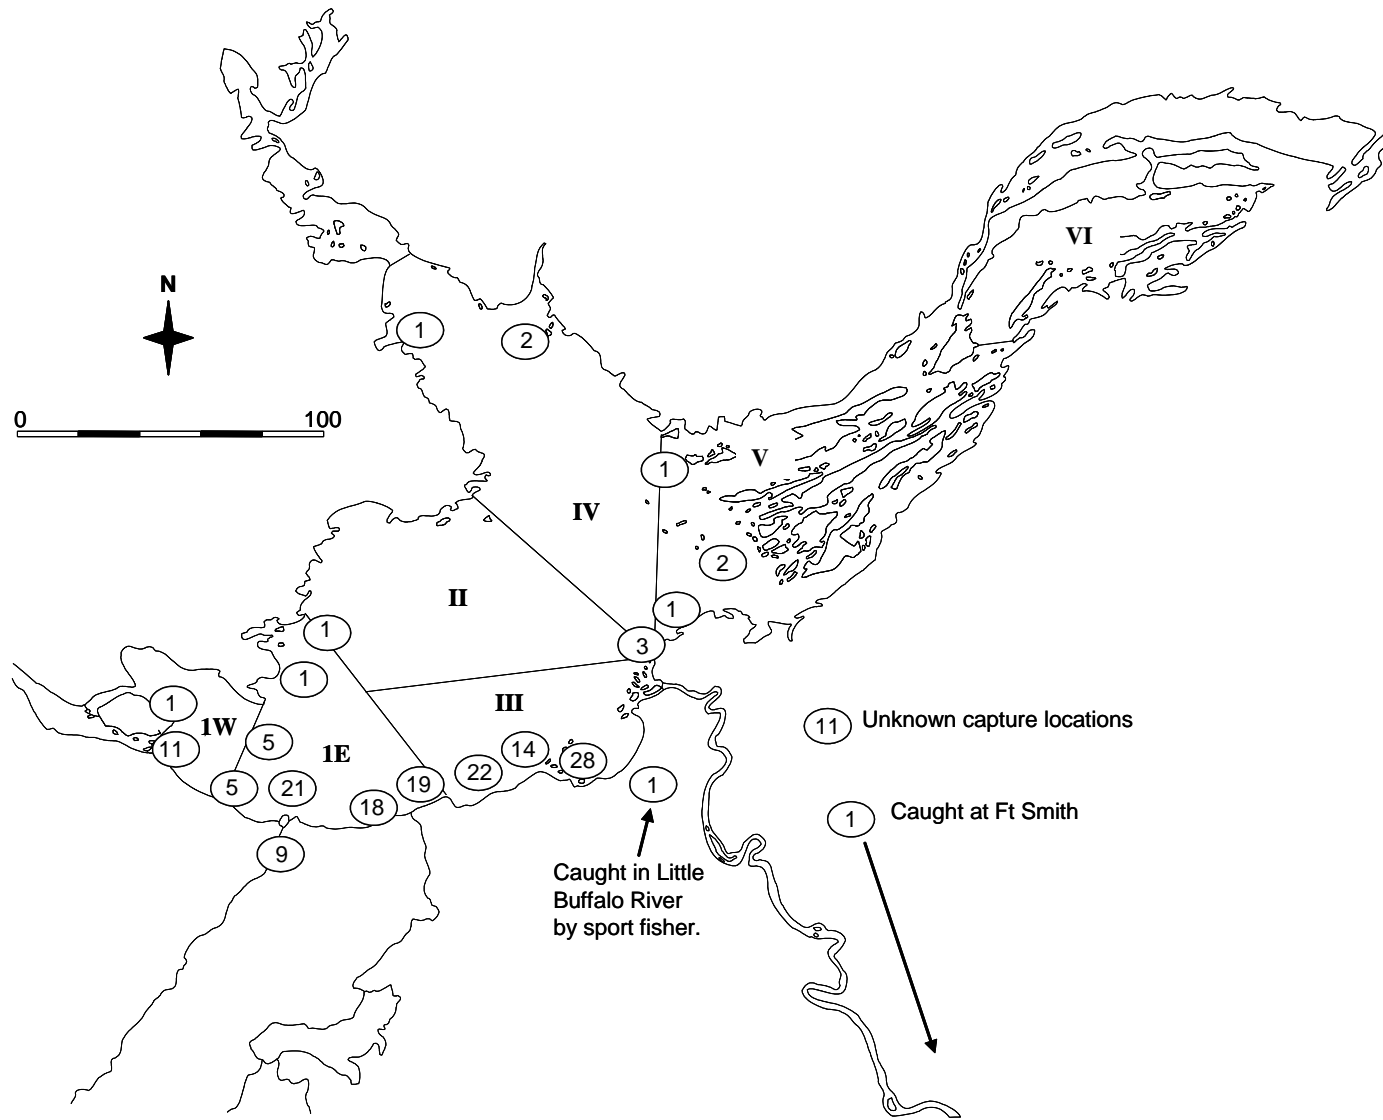 VI
N
1
2
0
100
1
V
IV
2
II
1
1
3
1
1
III
1W
11
Unknown capture locations
5
14
11
1E
28
22
19
1
5
21
18
1
Caught at Ft Smith
9
Caught in Little
Buffalo River
by sport fisher.